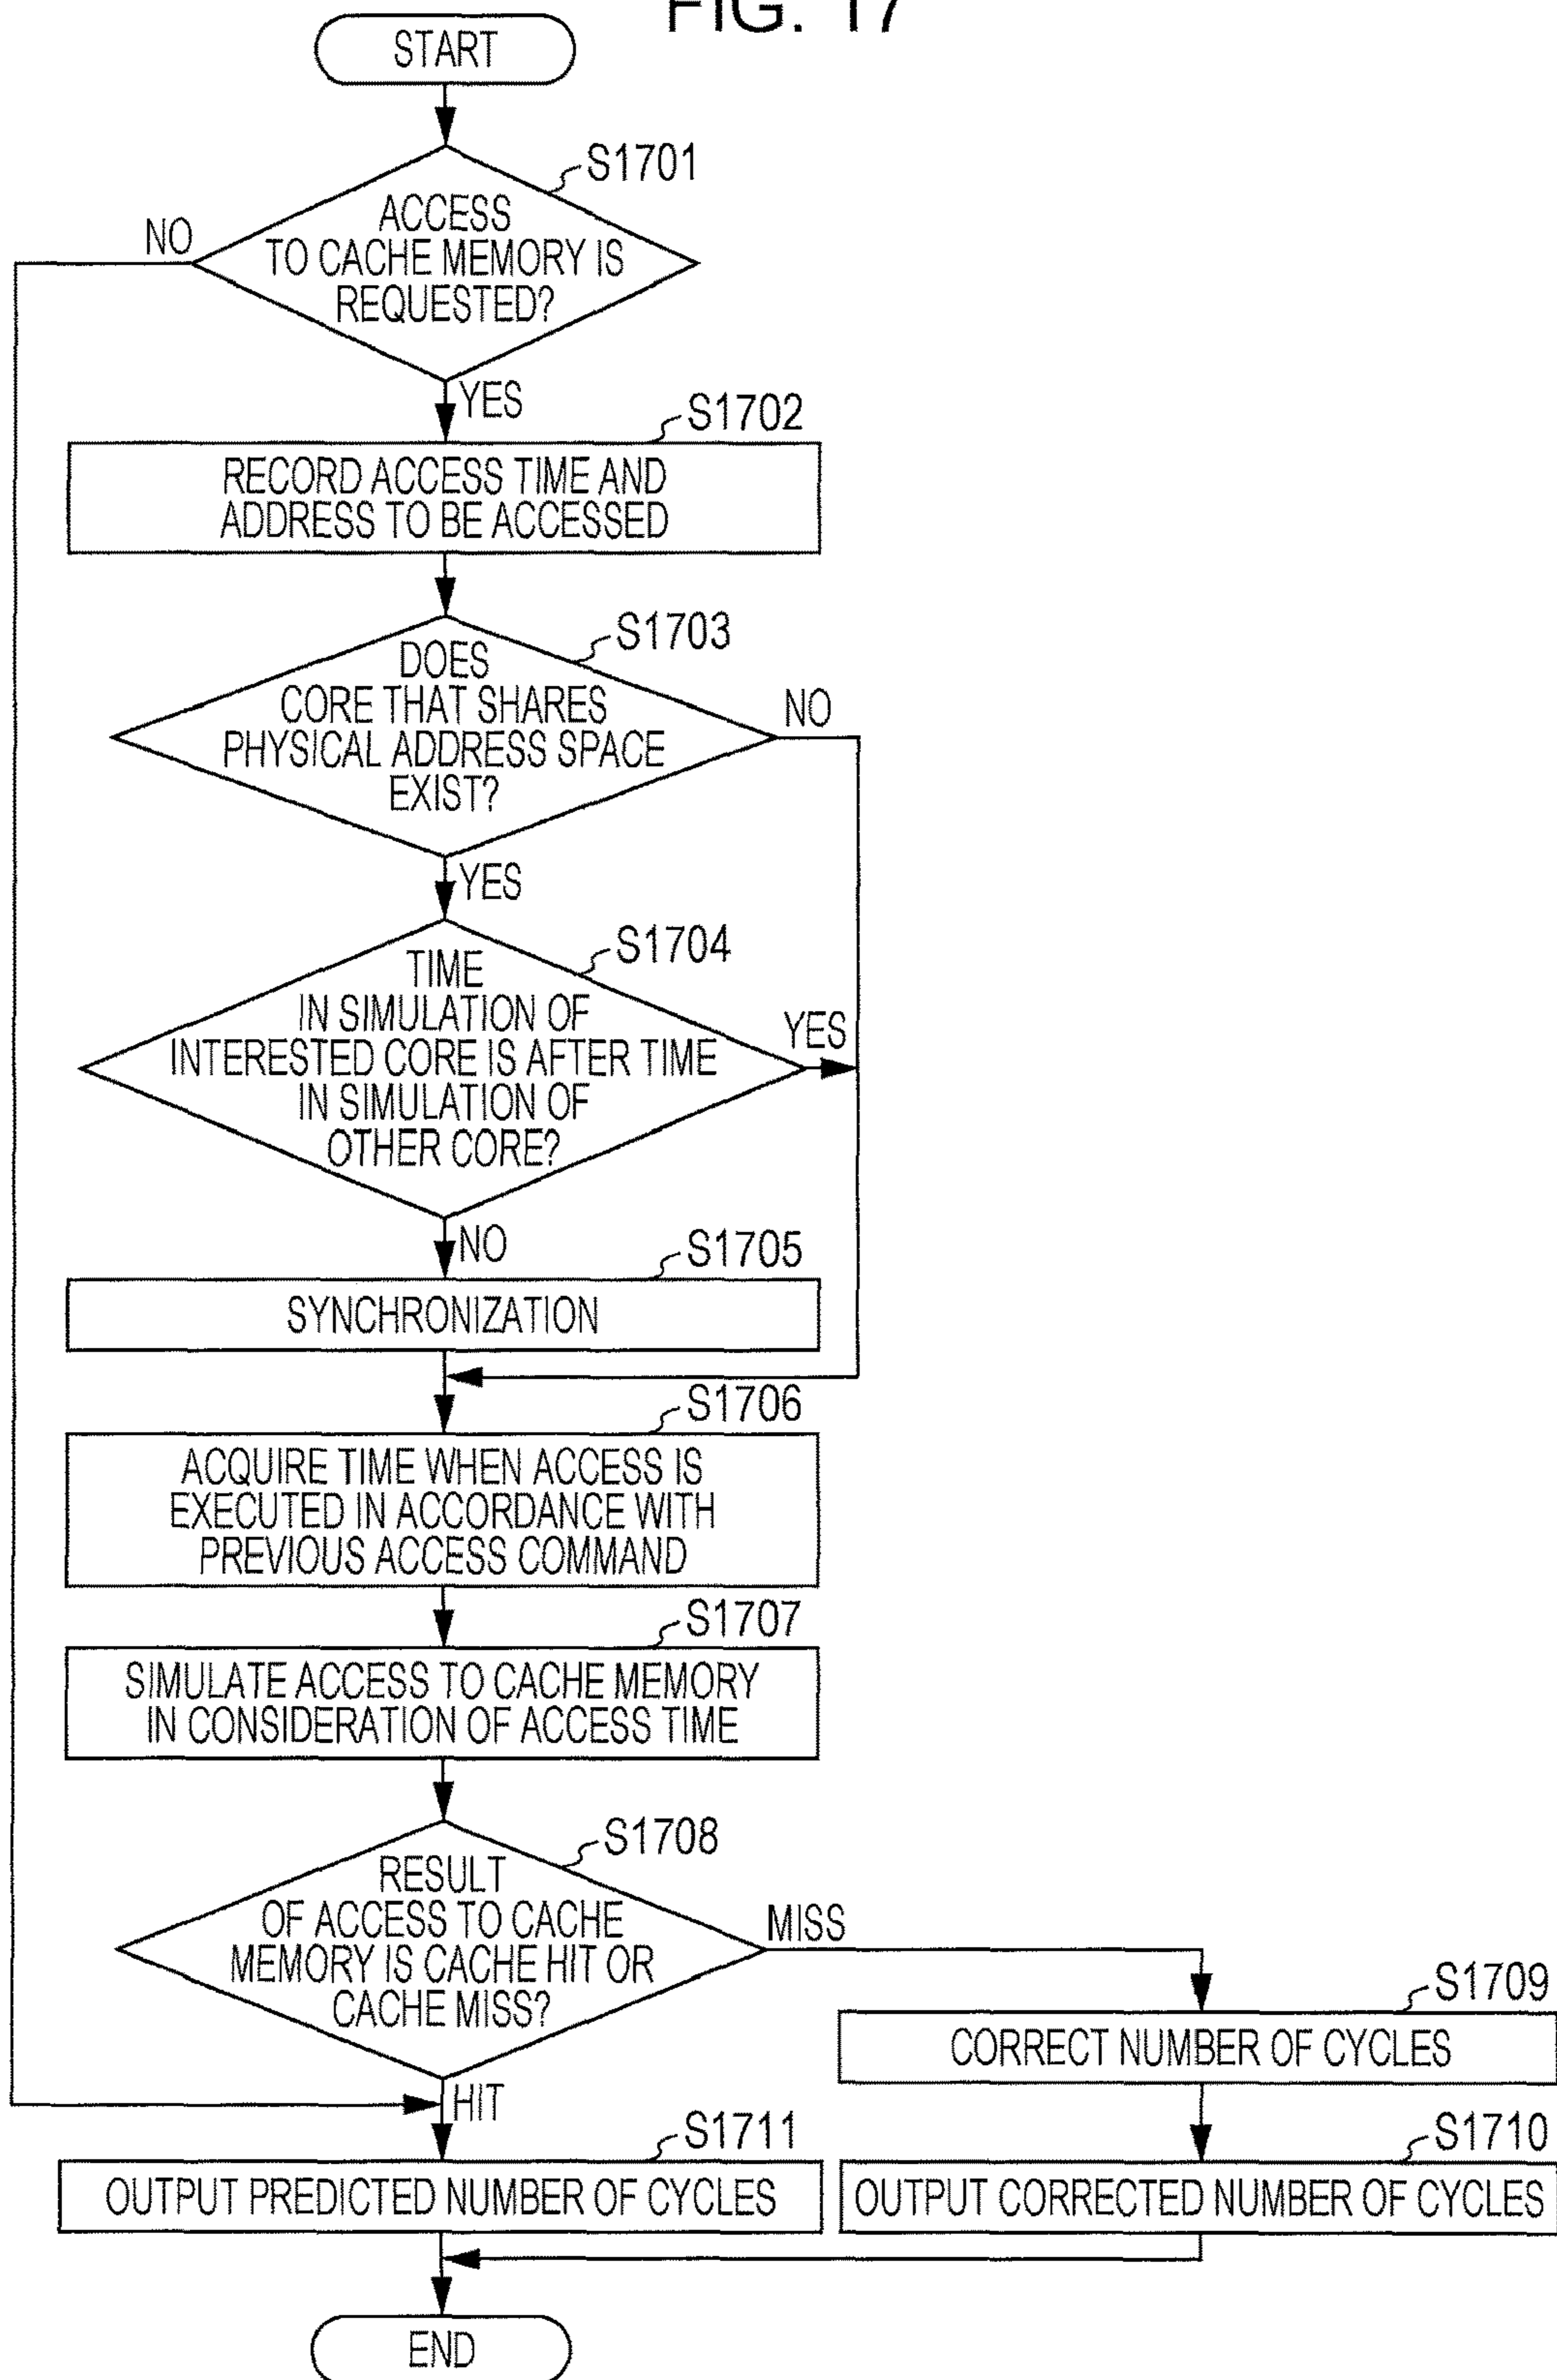 FIG. 17
START
S1701
ACCESS
TO CACHE MEMORY IS
REQUESTED?
NO
YES
S1702
RECORD ACCESS TIME AND
ADDRESS TO BE ACCESSED
S1703
DOES
CORE THAT SHARES
PHYSICAL ADDRESS SPACE
EXIST?
NO
YES
S1704
TIME
IN SIMULATION OF
INTERESTED CORE IS AFTER TIME
IN SIMULATION OF
OTHER CORE?
YES
NO
S1705
SYNCHRONIZATION
S1706
ACQUIRE TIME WHEN ACCESS IS
EXECUTED IN ACCORDANCE WITH
PREVIOUS ACCESS COMMAND
S1707
SIMULATE ACCESS TO CACHE MEMORY
IN CONSIDERATION OF ACCESS TIME
S1708
RESULT
OF ACCESS TO CACHE
MEMORY IS CACHE HIT OR
CACHE MISS?
MISS
S1709
CORRECT NUMBER OF CYCLES
HIT
S1711
OUTPUT PREDICTED NUMBER OF CYCLES
S1710
OUTPUT CORRECTED NUMBER OF CYCLES
END